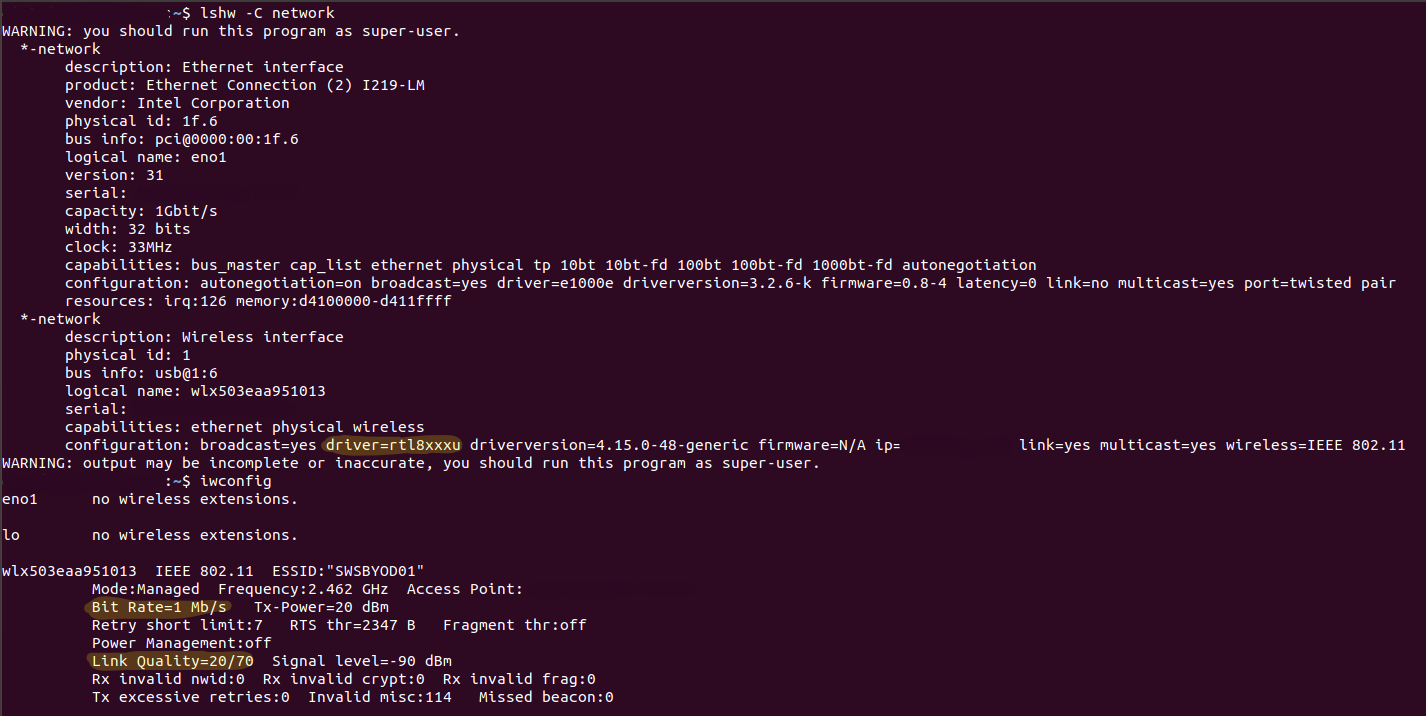 :~$ lshw -C network
WARNING: you should run this program as super-user.
  *-network
       description: Ethernet interface
       product: Ethernet Connection (2) I219-LM
       vendor: Intel Corporation
       physical id: 1f.6
       bus info: pci@0000:00:1f.6
       logical name: eno1
       version: 31
       serial:
       capacity: 1Gbit/s
       width: 32 bits
       clock: 33MHz
       capabilities: bus_master cap_list ethernet physical tp 10bt 10bt-fd 100bt 100bt-fd 1000bt-fd autonegotiation
       configuration: autonegotiation=on broadcast=yes driver=e1000e driverversion=3.2.6-k firmware=0.8-4 latency=0 link=no multicast=yes port=twisted pair
       resources: irq:126 memory:d4100000-d411ffff
  *-network
       description: Wireless interface
       physical id: 1
       bus info: usb@1:6
       logical name: wlx503eaa951013
       serial:
       capabilities: ethernet physical wireless
       configuration: broadcast=yes driver=rtl8xxxu driverversion=4.15.0-48-generic firmware=N/A ip= link=yes multicast=yes wireless=IEEE 802.11
WARNING: output may be incomplete or inaccurate, you should run this program as super-user.
:~$ iwconfig
eno1      no wireless extensions.
lo        no wireless extensions.
wlx503eaa951013  IEEE 802.11  ESSID:"SWSBYOD01"
          Mode:Managed  Frequency:2.462 GHz  Access Point:
          Bit Rate=1 Mb/s   Tx-Power=20 dBm
          Retry short limit:7   RTS thr=2347 B   Fragment thr:off
          Power Management:off
          Link Quality=20/70  Signal level=-90 dBm
          Rx invalid nwid:0  Rx invalid crypt:0  Rx invalid frag:0
          Tx excessive retries:0  Invalid misc:114   Missed beacon:0